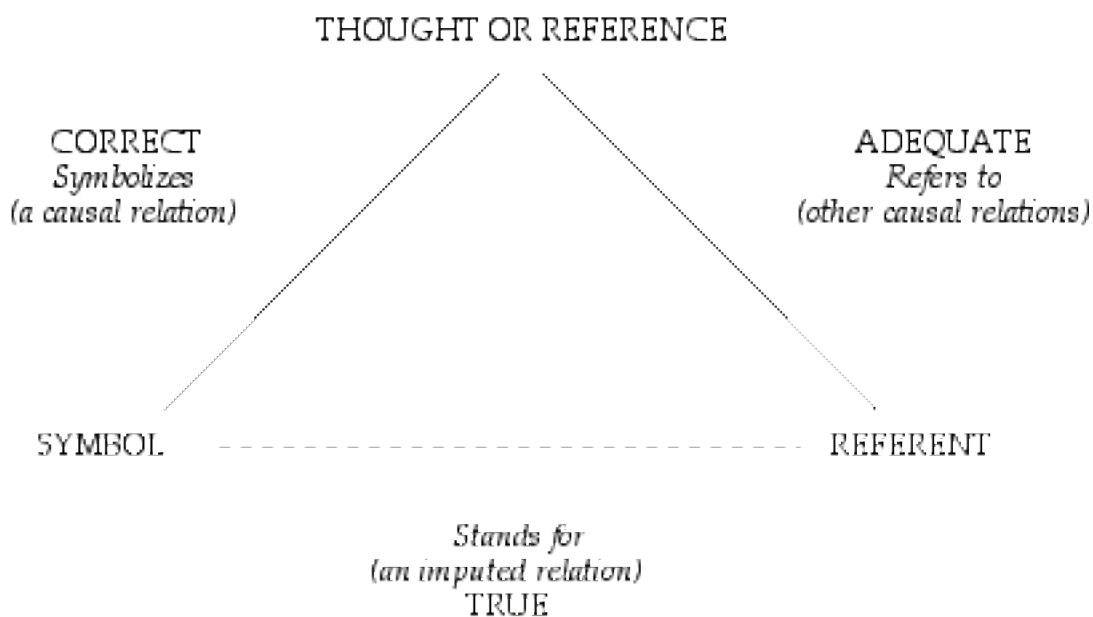 THOUGHT OR REFERENCE
CORRECT
Symbolizes
(a causal relation)
ADEQUATE
Refers to
(other causal relations)
SYMBOL
REFERENT
Stands for
(an imputed relation)
TRUE